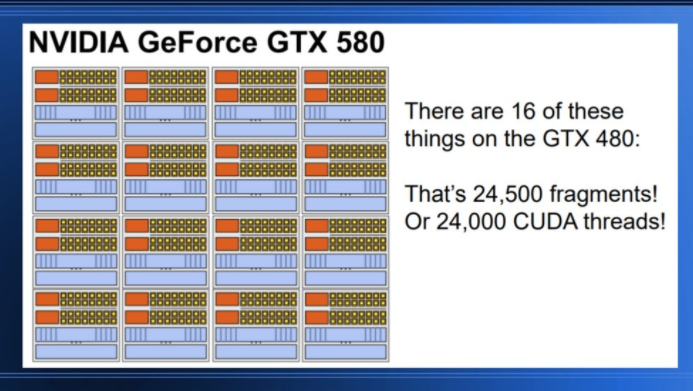 NVIDIA GeForce GTX 580
There are 16 of these
things on the GTX 480:
That's 24,500 fragments!
Or 24,000 CUDA threads!